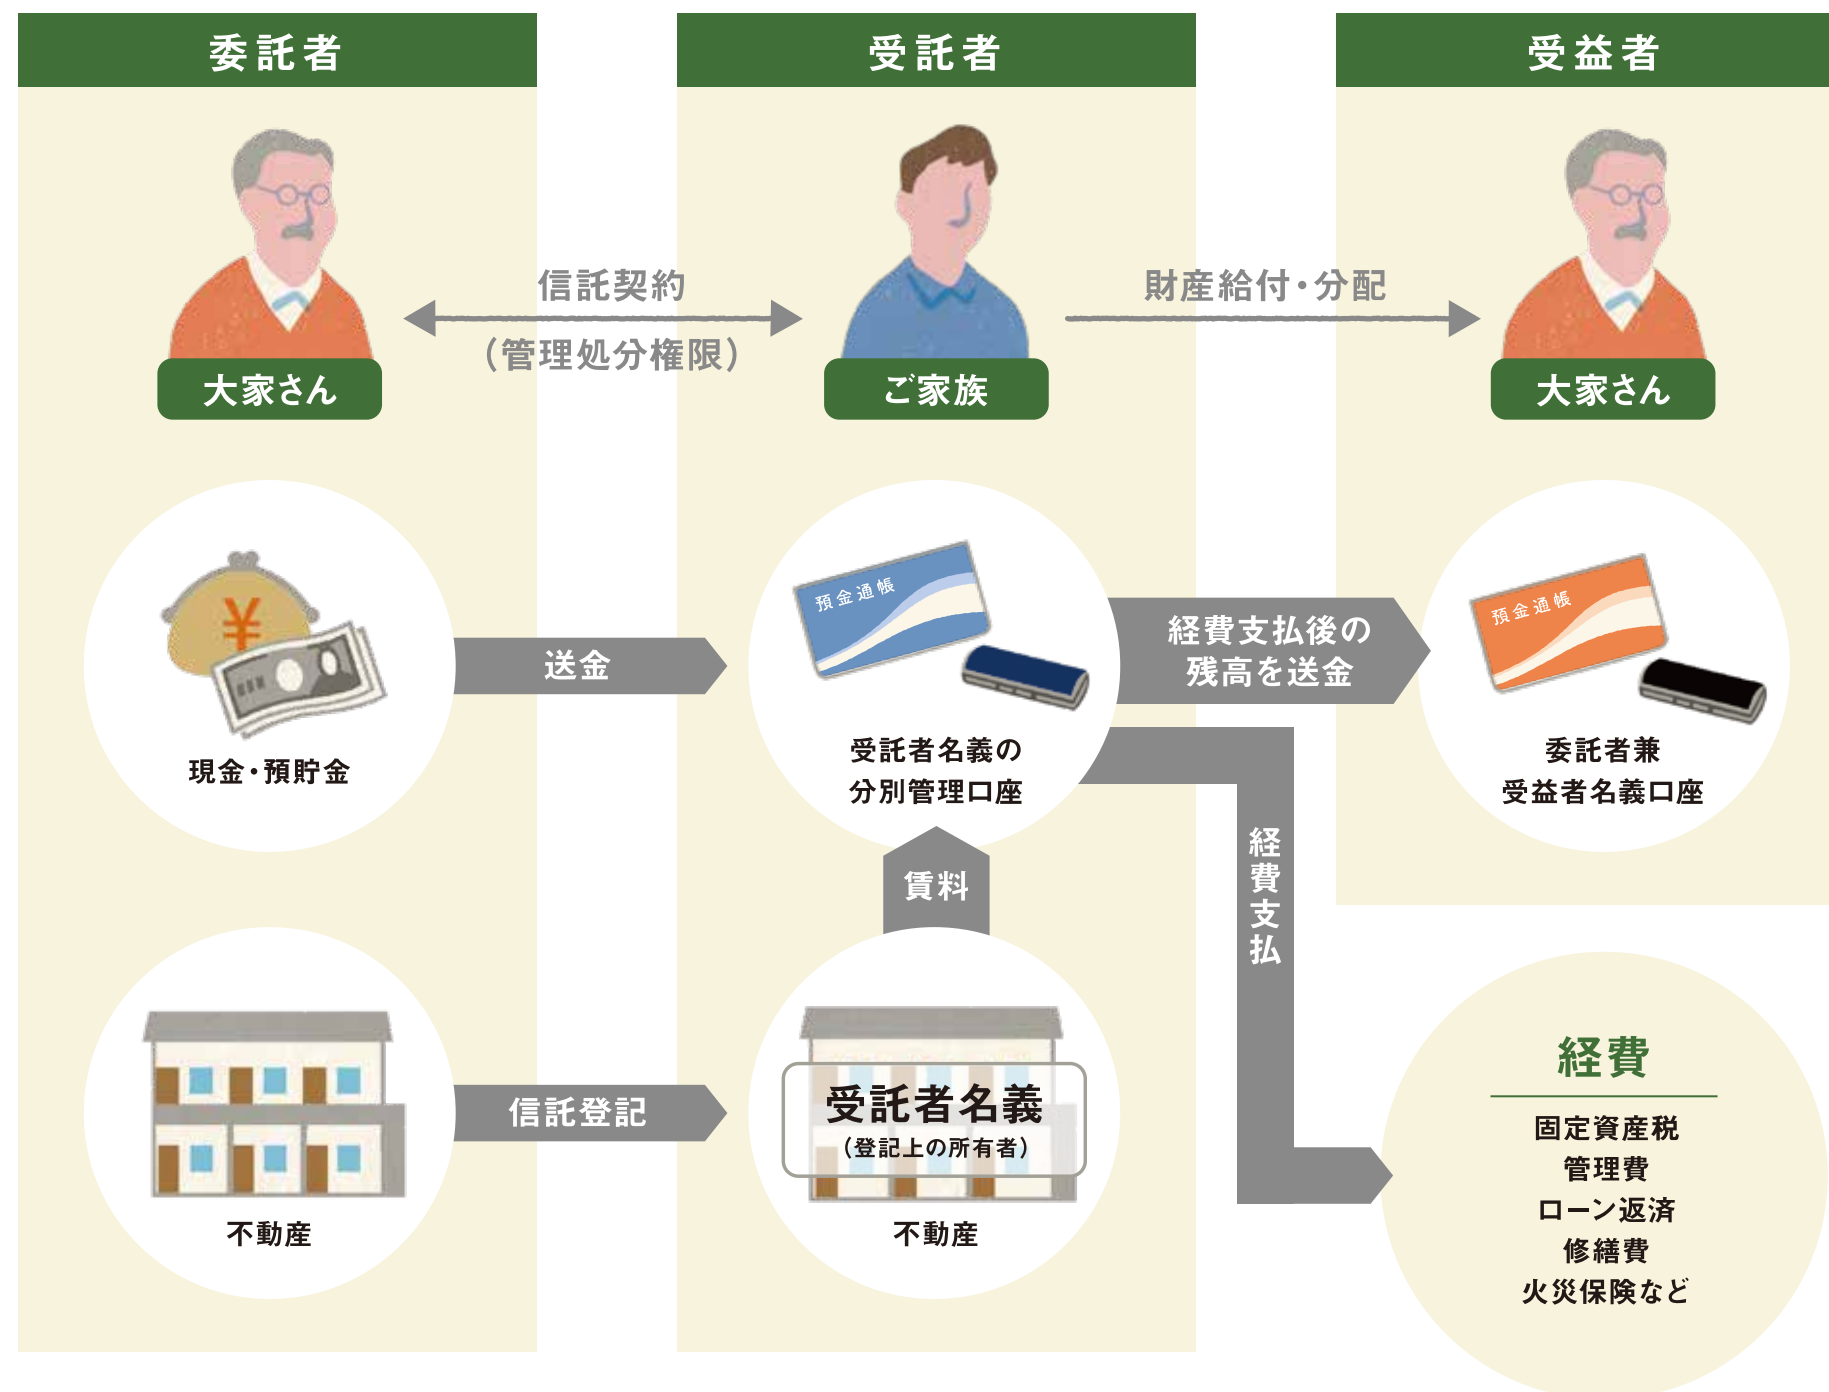 委託者
受託者
受益者
信託契約
(管理処分権限)
財産給付・分配
大家さん
ご家族
大家さん
¥
現金・預貯金
送金
預金通帳
受託者名義の
分別管理口座
経費支払後の
残高を送金
預金通帳
委託者兼
受益者名義口座
賃料
経費支払
不動産
信託登記
受託者名義
(登記上の所有者)
不動産
経費
固定資産税
管理費
ローン返済
修繕費
火災保険など